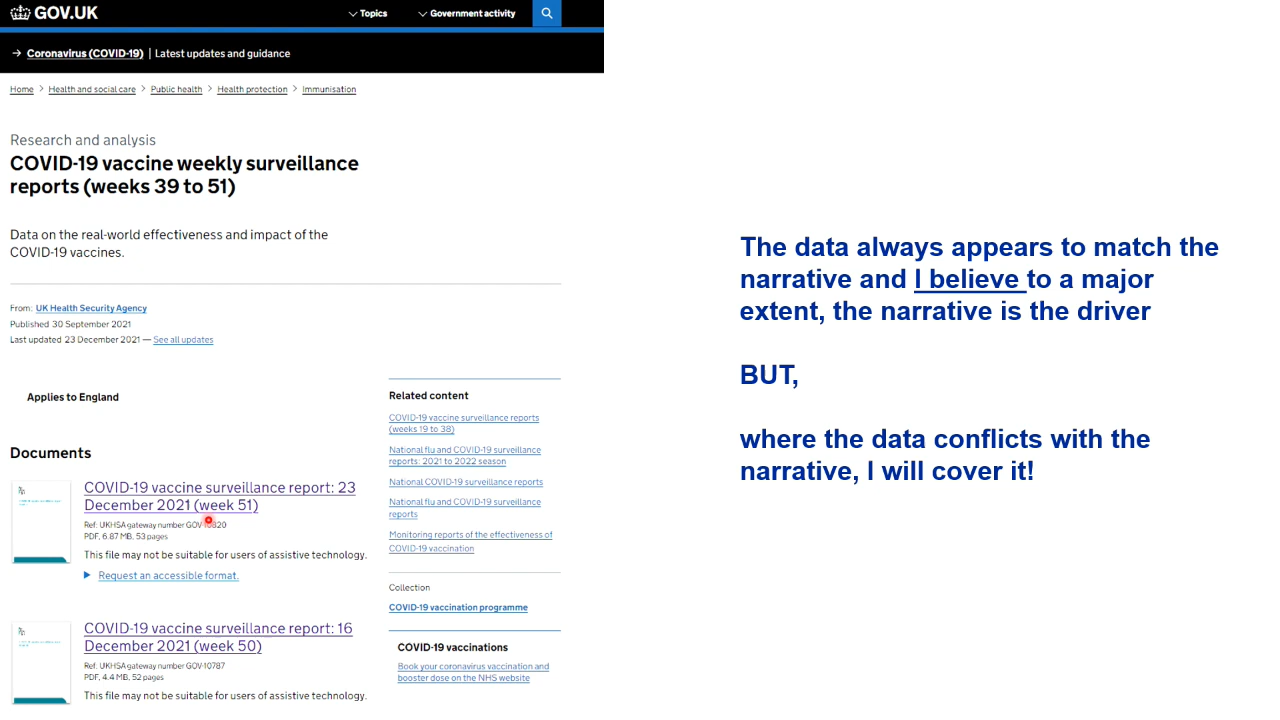 GOV.UK
Topics
Government activity
→ Coronavirus (COVID-19) | Latest updates and guidance
Home > Health and social care > Public health > Health protection > Immunisation
Research and analysis
COVID-19 vaccine weekly surveillance
reports (weeks 39 to 51)
Data on the real-world effectiveness and impact of the
COVID-19 vaccines.
From: UK Health Security Agency
Published 30 September 2021
Last updated 23 December 2021 — See all updates
Applies to England
Documents
COVID-19 vaccine surveillance report: 23
December 2021 (week 51)
Ref: UKHSA gateway number GOV-10820
PDF, 6.87 MB, 53 pages
This file may not be suitable for users of assistive technology.
Request an accessible format.
COVID-19 vaccine surveillance report: 16
December 2021 (week 50)
Ref: UKHSA gateway number GOV-10787
PDF, 4.4 MB, 52 pages
This file may not be suitable for users of assistive technology.
Related content
COVID-19 vaccine surveillance reports
(weeks 19 to 38)
National flu and COVID-19 surveillance
reports: 2021 to 2022 season
National COVID-19 surveillance reports
National flu and COVID-19 surveillance
reports
Monitoring reports of the effectiveness of
COVID-19 vaccination
Collection
COVID-19 vaccination programme
COVID-19 vaccinations
Book your coronavirus vaccination and
booster dose on the NHS website
The data always appears to match the
narrative and I believe to a major
extent, the narrative is the driver
BUT,
where the data conflicts with the
narrative, I will cover it!